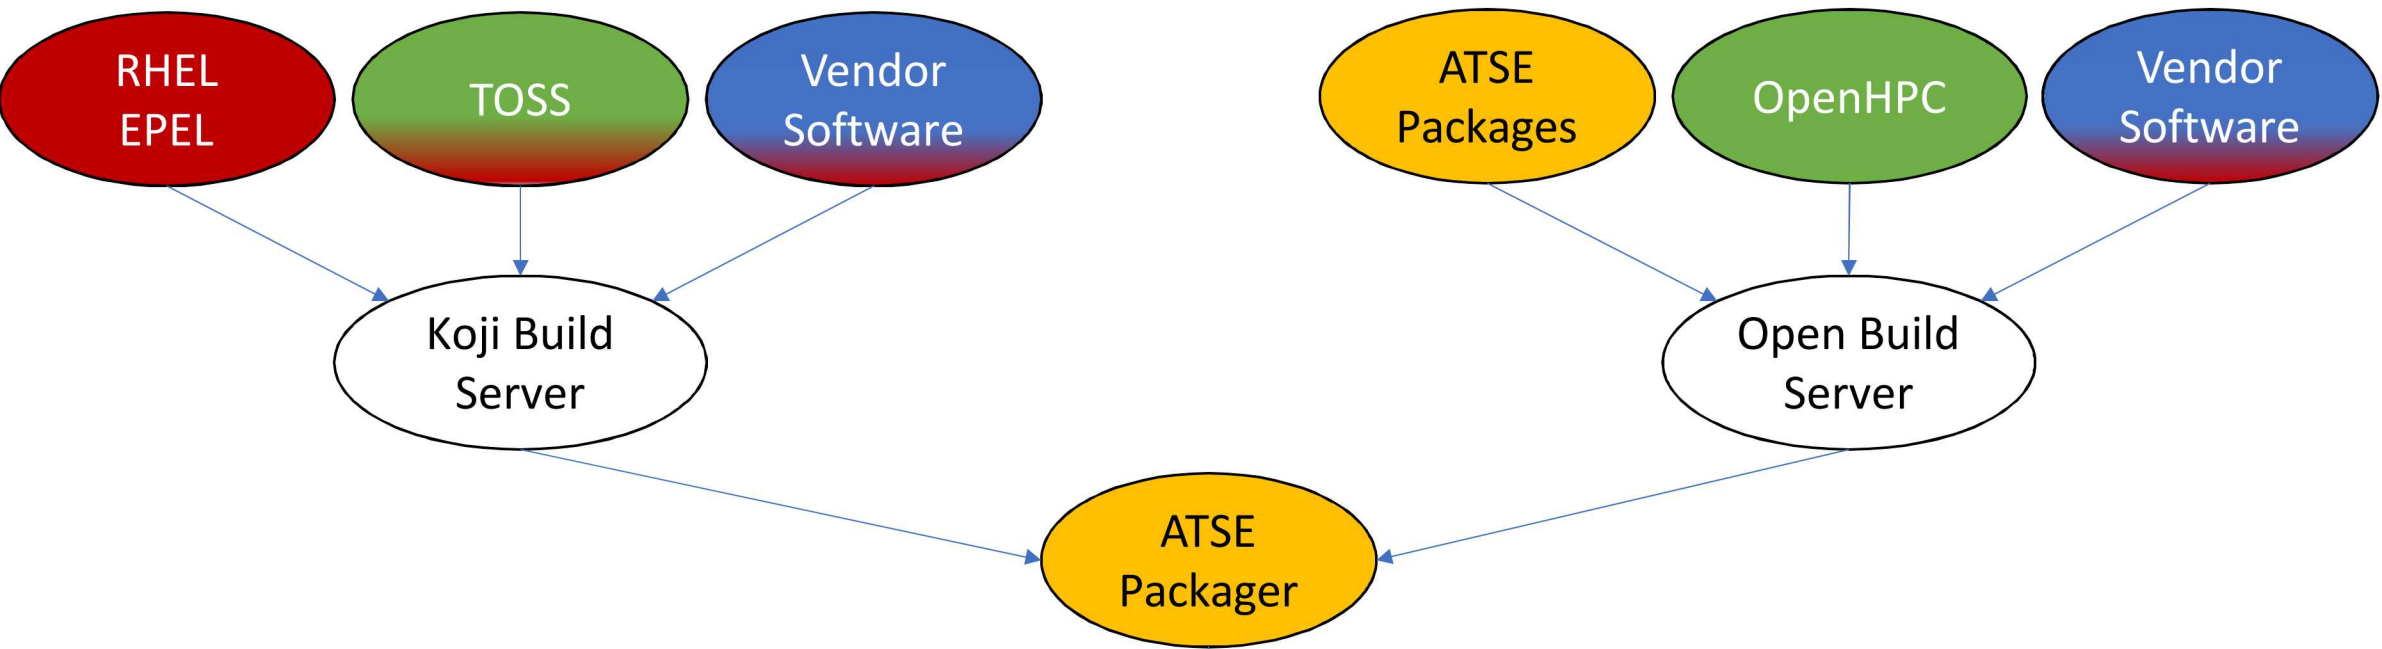 RHEL
EPEL
TOSS
Vendor
Software
ATSE
Packages
OpenHPC
Vendor
Software
Koji Build
Server
Open Build
Server
ATSE
Packager